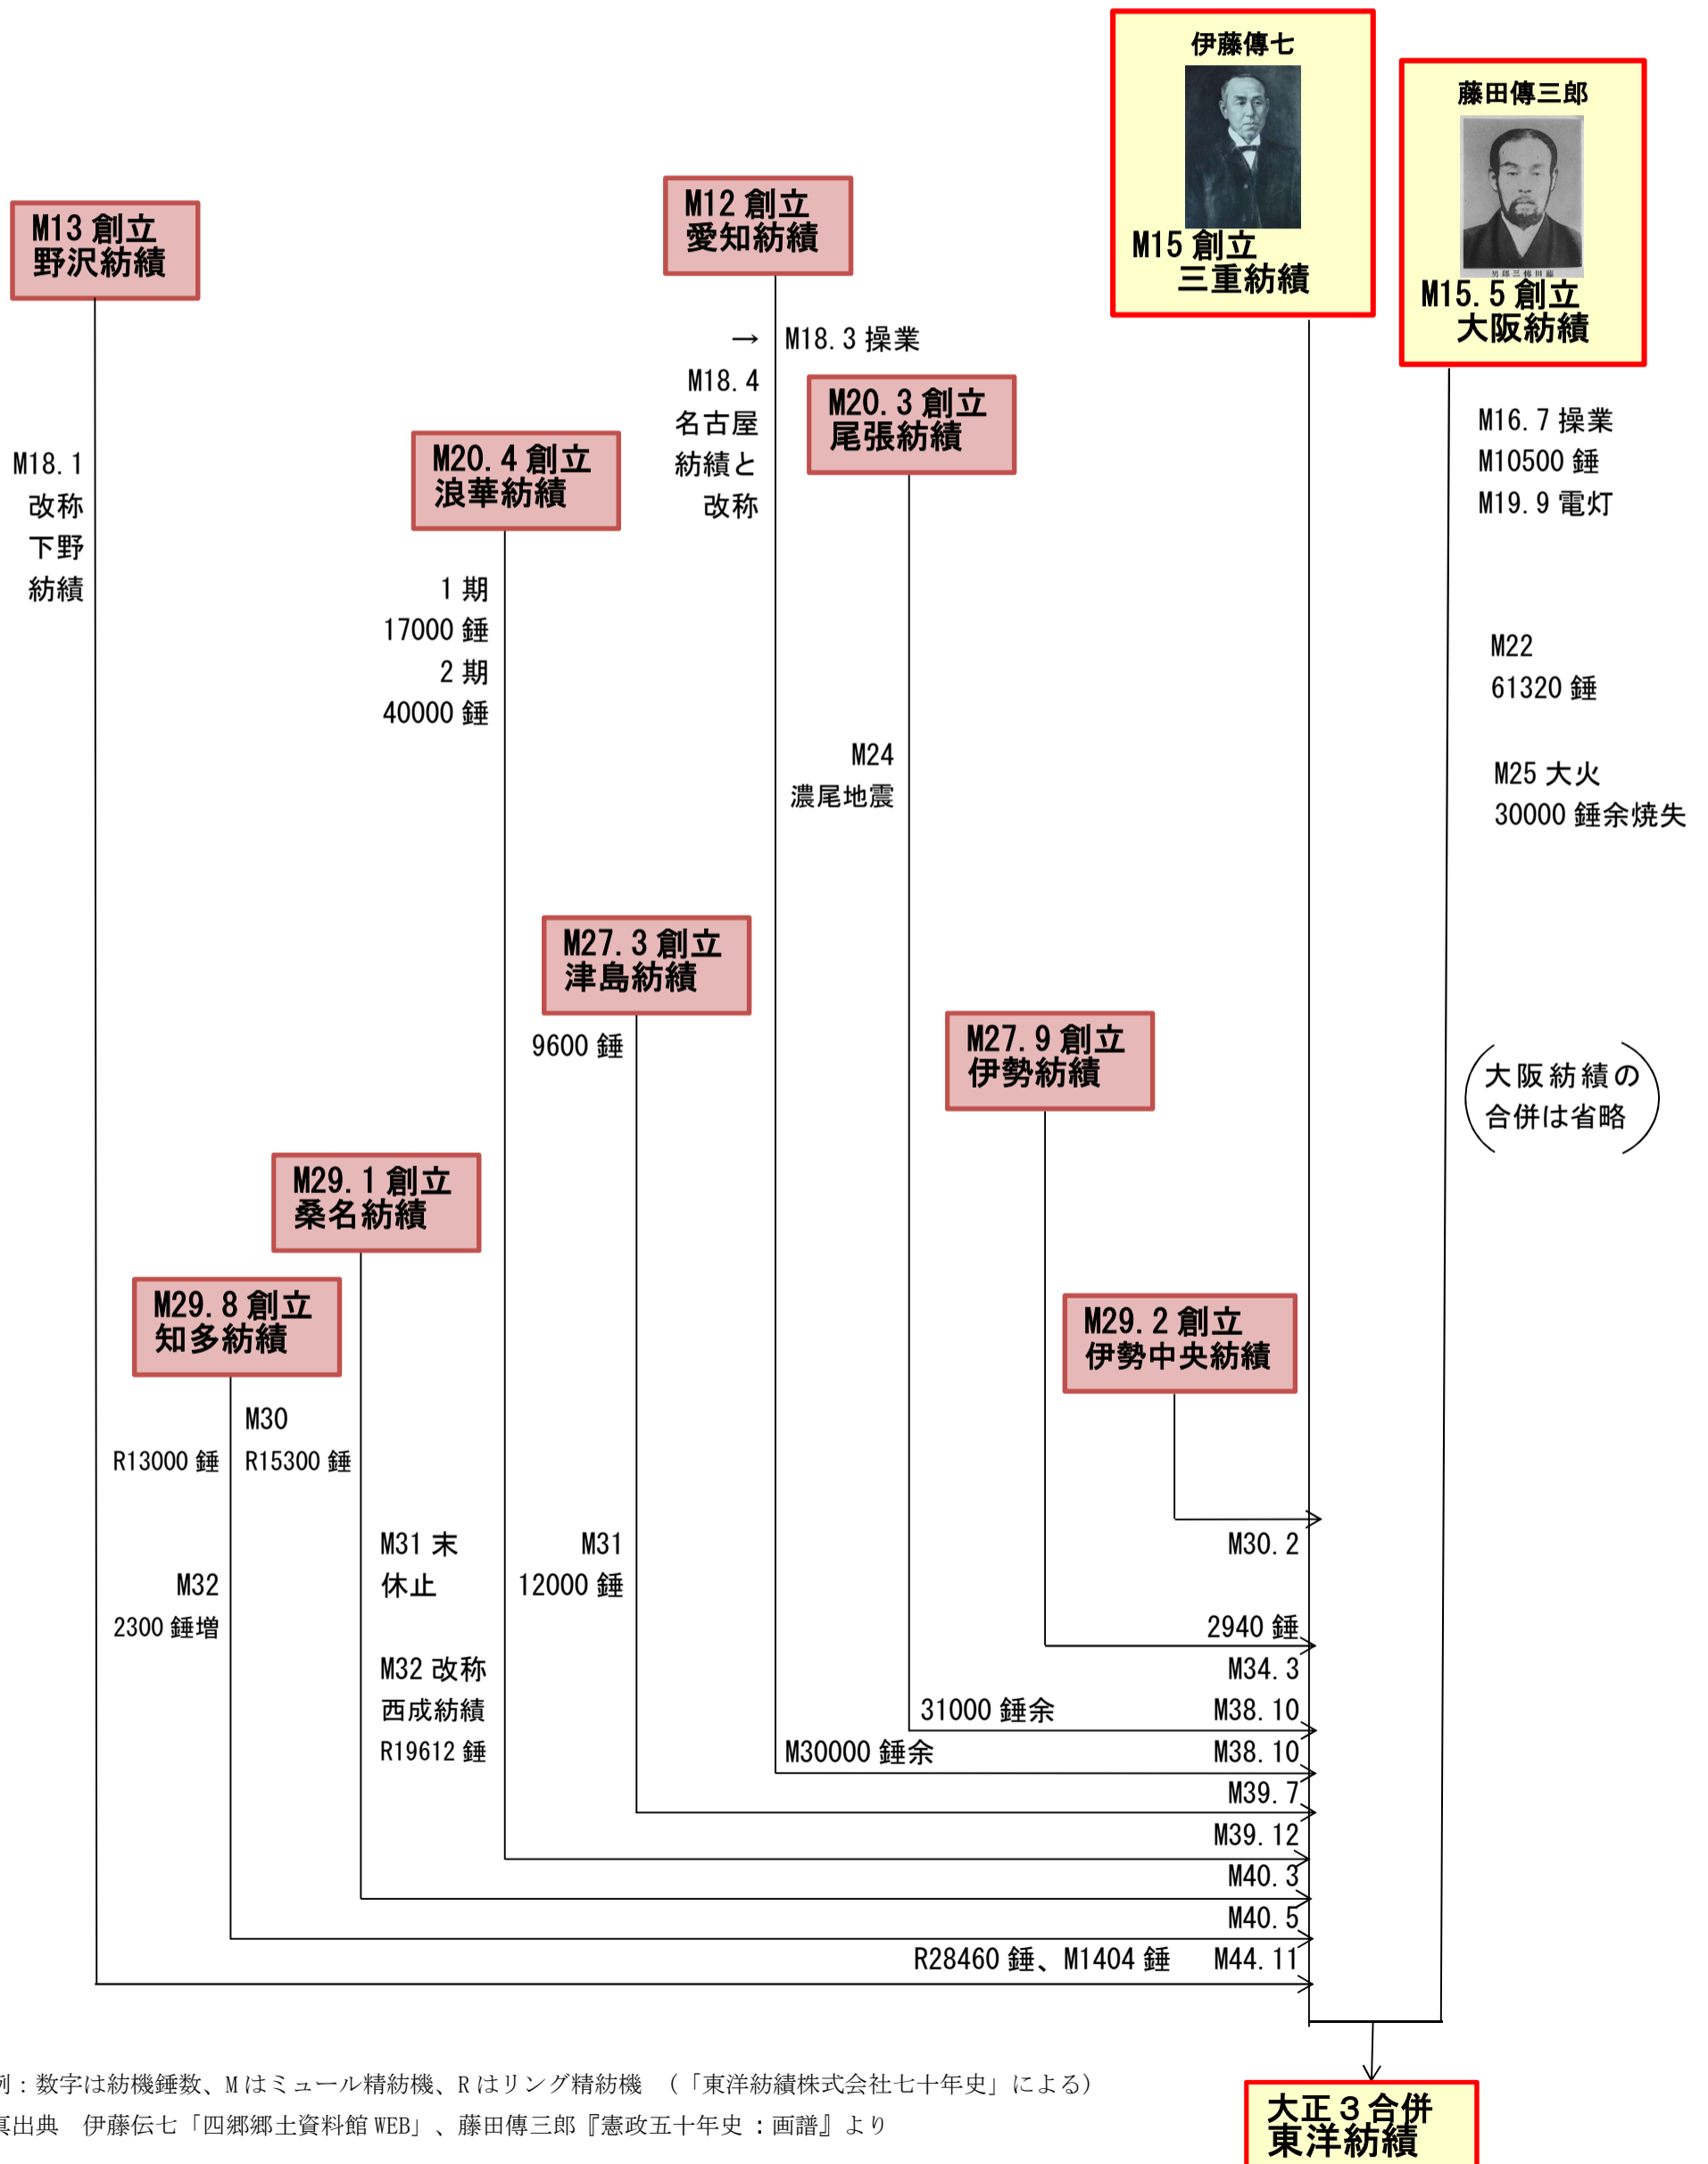 伊藤傳七
M15 創立
三重紡績
藤田傳三郎
男郎三傳田藤
M15.5 創立
大阪紡績
M12 創立
愛知紡績
M13 創立
野沢紡績
→
M18.3 操業
M18.4
名古屋
紡績と
改称
M20.3 創立
尾張紡績
M16.7 操業
M10500 錘
M19.9 電灯
M20.4 創立
浪華紡績
M18.1
改称
下野
紡績
1 期
17000 錘
2 期
40000 錘
M22
61320 錘
M24
濃尾地震
M25 大火
30000 錘余焼失
M27.3 創立
津島紡績
9600 錘
M27.9 創立
伊勢紡績
(大阪紡績の
合併は省略)
M29.1 創立
桑名紡績
M29.8 創立
知多紡績
M29.2 創立
伊勢中央紡績
M30
R13000 錘
R15300 錘
M31 末
休止
M31
12000 錘
M30.2
M32
2300 錘増
2940 錘
M32 改称
西成紡績
R19612 錘
M34.3
31000 錘余
M38.10
M30000 錘余
M38.10
M39.7
M39.12
M40.3
M40.5
R28460 錘、M1404 錘
M44.11
例：数字は紡機錘数、M はミュール精紡機、R はリング精紡機 （「東洋紡績株式会社七十年史」による）
真出典 伊藤伝七「四郷郷土資料館 WEB」、藤田傳三郎『憲政五十年史：画譜』より
大正３合併
東洋紡績